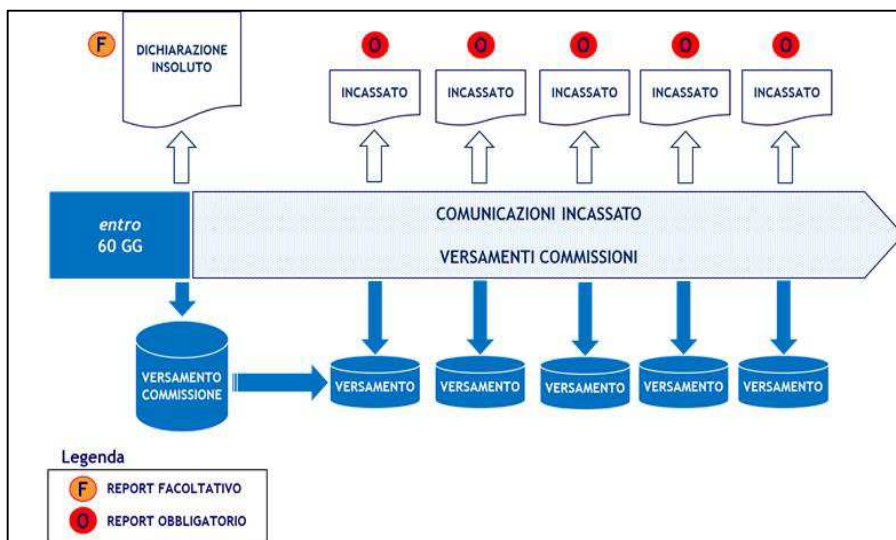 F
DICHIARAZIONE
INSOLUTO
O O O O O
INCASSATO INCASSATO INCASSATO INCASSATO INCASSATO
entro
60 GG
COMUNICAZIONI INCASSATO
VERSAMENTI COMMISSIONI
VERSAMENTO
COMMISSIONE
VERSAMENTO VERSAMENTO VERSAMENTO VERSAMENTO VERSAMENTO
Legenda
F REPORT FACOLTATIVO
O REPORT OBBLIGATORIO